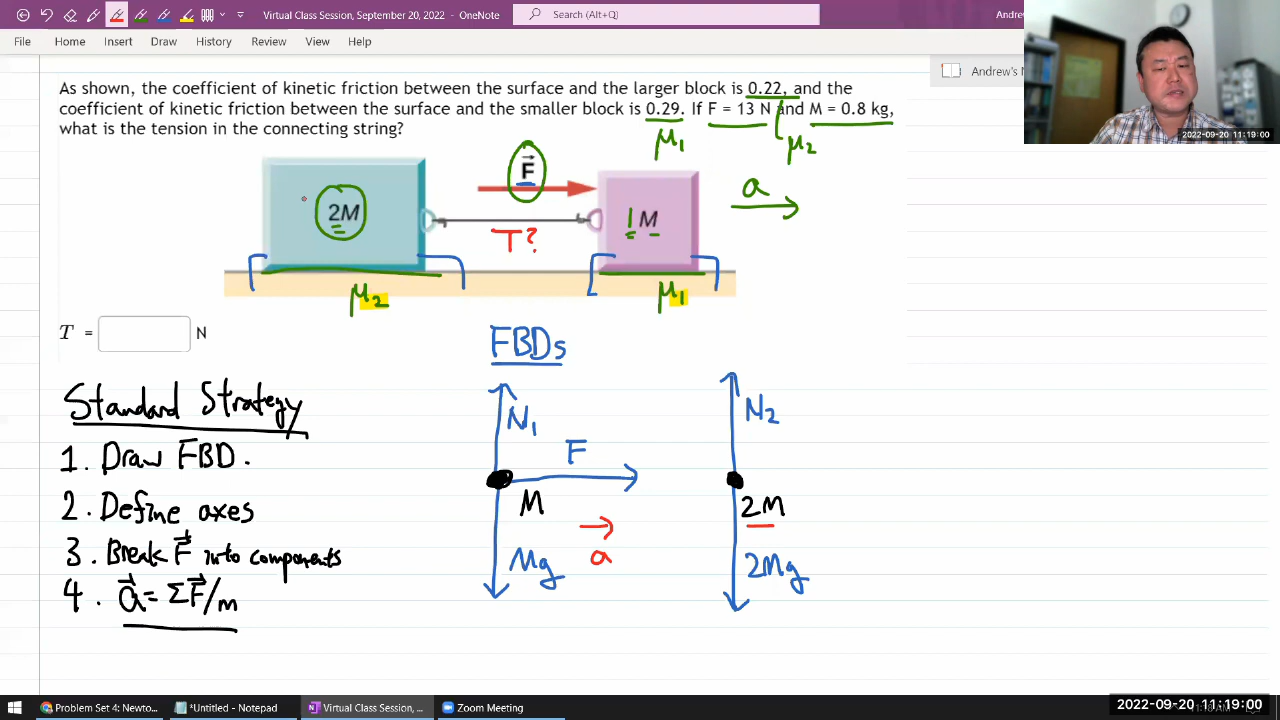 Virtual Class Session, September 20, 2022 - OneNote
Search (Alt+Q)
Andrew
File Home Insert Draw History Review View Help
Andrew's N
As shown, the coefficient of kinetic friction between the surface and the larger block is 0.22, and the
coefficient of kinetic friction between the surface and the smaller block is 0.29. If F = 13 N and M = 0.8 kg,
what is the tension in the connecting string?
2022-09-20 11:19:00
μ1
μ2
F
a
2M
1 M
T?
μ2
μ1
T = N
FBDs
Standard Strategy
1. Draw FBD.
2. Define axes
3. Break F into components
4. a = ΣF/m
N1
F
M
a
Mg
N2
2M
2Mg
Problem Set 4: Newto...
*Untitled - Notepad
Virtual Class Session, ...
Zoom Meeting
2022-09-20 11:19:00